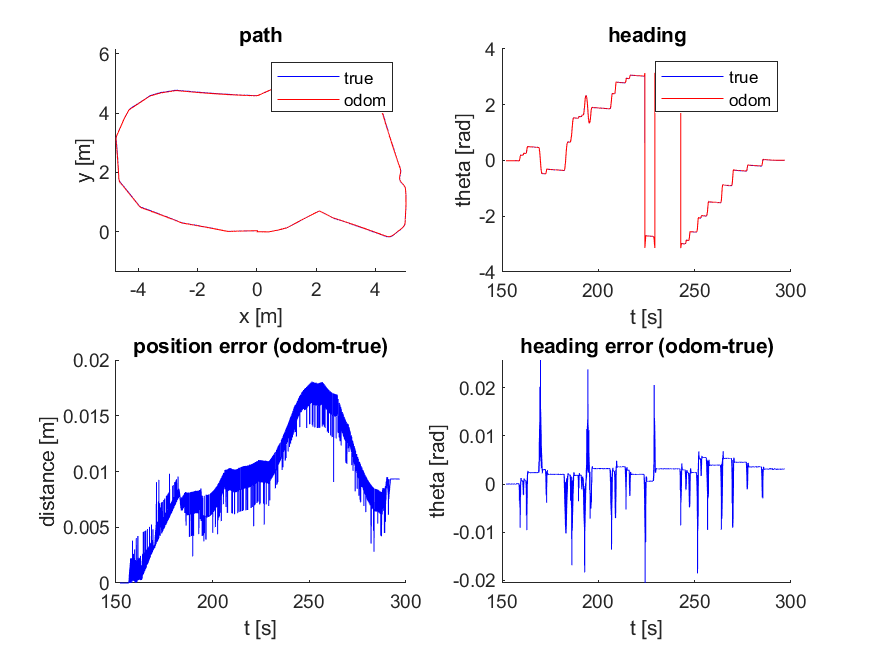 path
6
4
2
0
y [m]
-4
-2
0
2
4
x [m]
true
odom
heading
4
2
0
-2
-4
theta [rad]
150
200
250
300
t [s]
true
odom
position error (odom-true)
0.02
0.015
0.01
0.005
0
distance [m]
150
200
250
300
t [s]
heading error (odom-true)
0.02
0.01
0
-0.01
-0.02
theta [rad]
150
200
250
300
t [s]